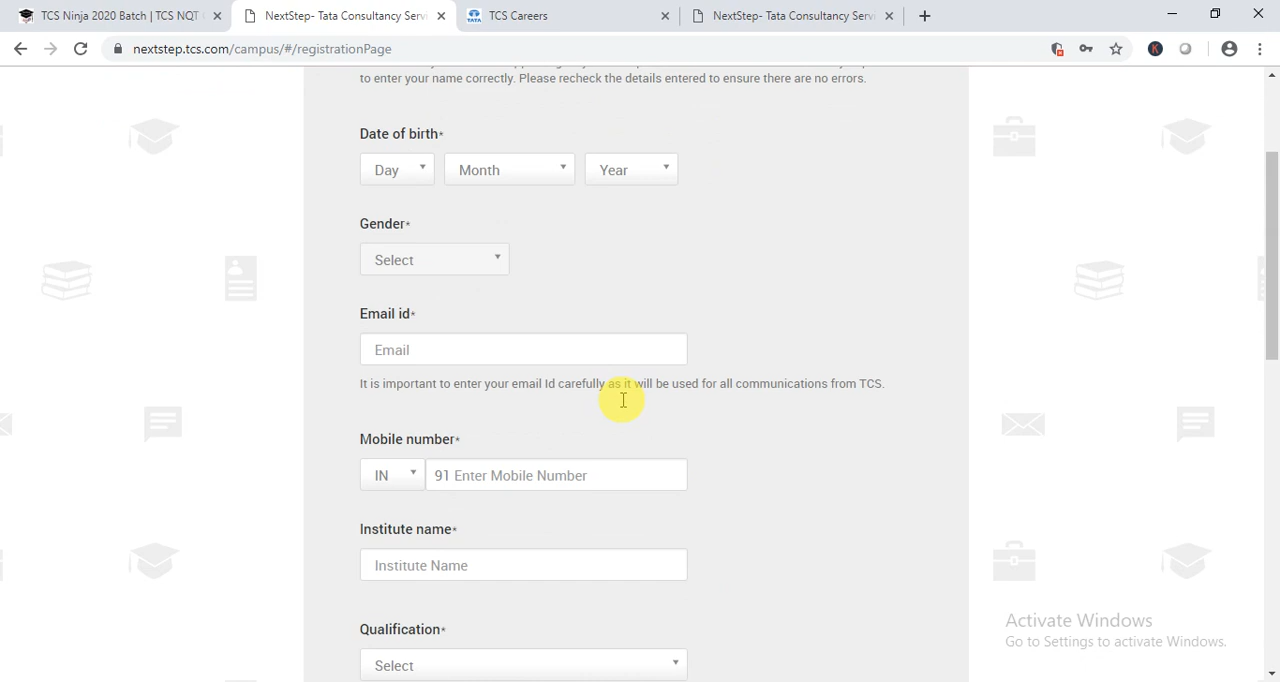 TCS Ninja 2020 Batch | TCS NQT
NextStep- Tata Consultancy Serv
TATA
TCS Careers
NextStep- Tata Consultancy Serv
nextstep.tcs.com/campus/#/registrationPage
K
to enter your name correctly. Please recheck the details entered to ensure there are no errors.
Date of birth*
Day
Month
Year
Gender*
Select
Email id*
Email
It is important to enter your email Id carefully as it will be used for all communications from TCS.
Mobile number*
IN
91 Enter Mobile Number
Institute name*
Institute Name
Qualification*
Select
Activate Windows
Go to Settings to activate Windows.